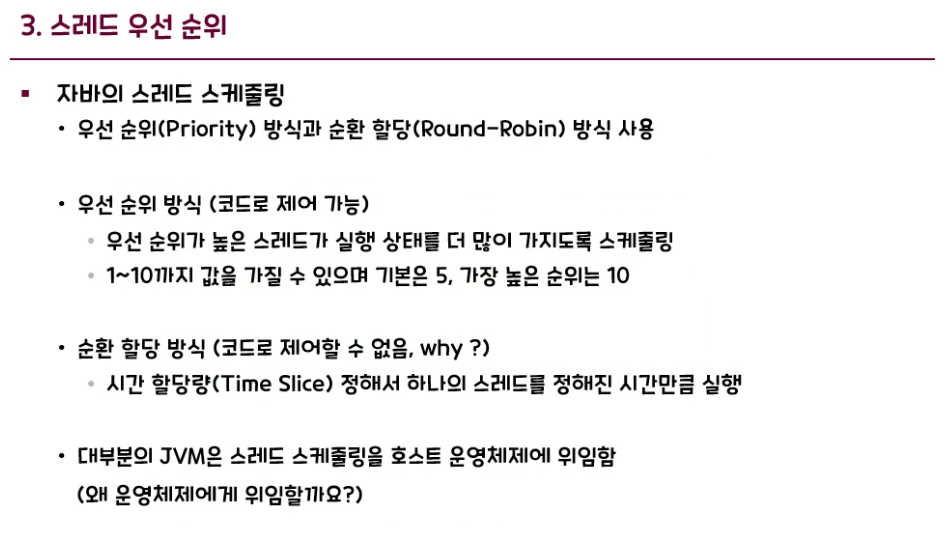 3. 스레드 우선 순위
▪ 자바의 스레드 스케줄링
• 우선 순위(Priority) 방식과 순환 할당(Round-Robin) 방식 사용
• 우선 순위 방식 (코드로 제어 가능)
• 우선 순위가 높은 스레드가 실행 상태를 더 많이 가지도록 스케줄링
• 1~10까지 값을 가질 수 있으며 기본은 5, 가장 높은 순위는 10
• 순환 할당 방식 (코드로 제어할 수 없음, why ?)
• 시간 할당량(Time Slice) 정해서 하나의 스레드를 정해진 시간만큼 실행
• 대부분의 JVM은 스레드 스케줄링을 호스트 운영체제에 위임함
(왜 운영체제에게 위임할까요?)